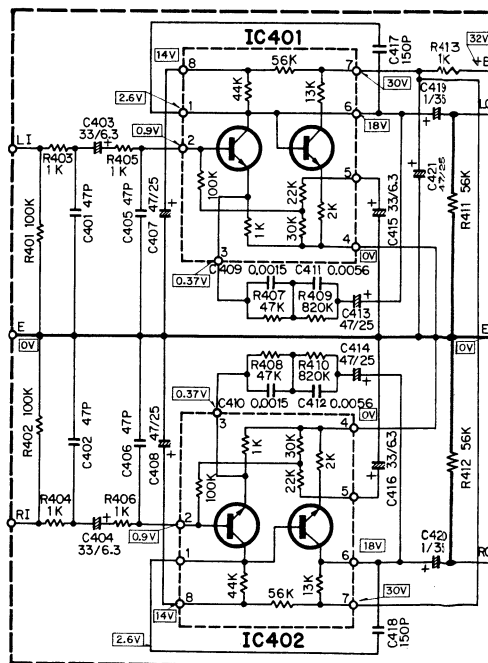 IC401
14V
8
56K
7
30V
C417
150P
R413
1K
32V
+B
44K
13K
2.6V
1
6
18V
C419
1/35
C403
33/6.3
0.9V
2
LI
R403
1K
R405
1K
100K
22K
5
30K
1K
2K
4
0V
3
0.37V
R401 100K
C401 47P
C405 47P
C407 47/25
C415 33/6.3
C421
47/25
R411 56K
C409 0.0015
C411 0.0056
R407
47K
R409
820K
C413
47/25
E
0V
0V
E
C414
47/25
R408
47K
R410
820K
0.37V
C410 0.0015
C412 0.0056
0V
3
4
R402 100K
C402 47P
C406 47P
C408 47/25
1K
30K
2K
100K
22K
5
C416 33/6.3
R412 56K
RI
R404
1K
R406
1K
C404
33/6.3
2
0.9V
1
6
18V
C420
1/35
44K
13K
14V
8
56K
7
30V
2.6V
IC402
C418
150P